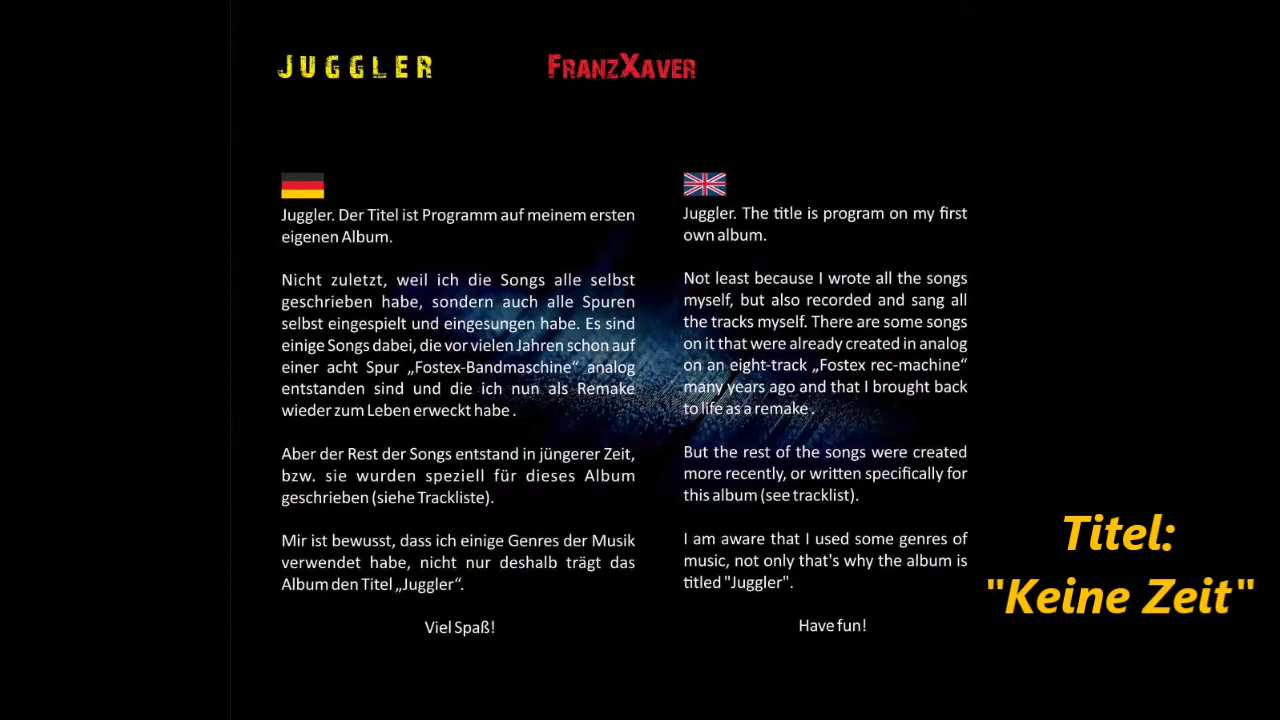 JUGGLER
FRANZXAVER
Juggler. Der Titel ist Programm auf meinem ersten
eigenen Album.
Nicht zuletzt, weil ich die Songs alle selbst
geschrieben habe, sondern auch alle Spuren
selbst eingespielt und eingesungen habe. Es sind
einige Songs dabei, die vor vielen Jahren schon auf
einer acht Spur „Fostex-Bandmaschine“ analog
entstanden sind und die ich nun als Remake
wieder zum Leben erweckt habe .
Aber der Rest der Songs entstand in jüngerer Zeit,
bzw. sie wurden speziell für dieses Album
geschrieben (siehe Trackliste).
Mir ist bewusst, dass ich einige Genres der Musik
verwendet habe, nicht nur deshalb trägt das
Album den Titel „Juggler“.
Viel Spaß!
Juggler. The title is program on my first
own album.
Not least because I wrote all the songs
myself, but also recorded and sang all
the tracks myself. There are some songs
on it that were already created in analog
on an eight-track „Fostex rec-machine“
many years ago and that I brought back
to life as a remake .
But the rest of the songs were created
more recently, or written specifically for
this album (see tracklist).
I am aware that I used some genres of
music, not only that's why the album is
titled "Juggler".
Have fun!
Titel:
"Keine Zeit"